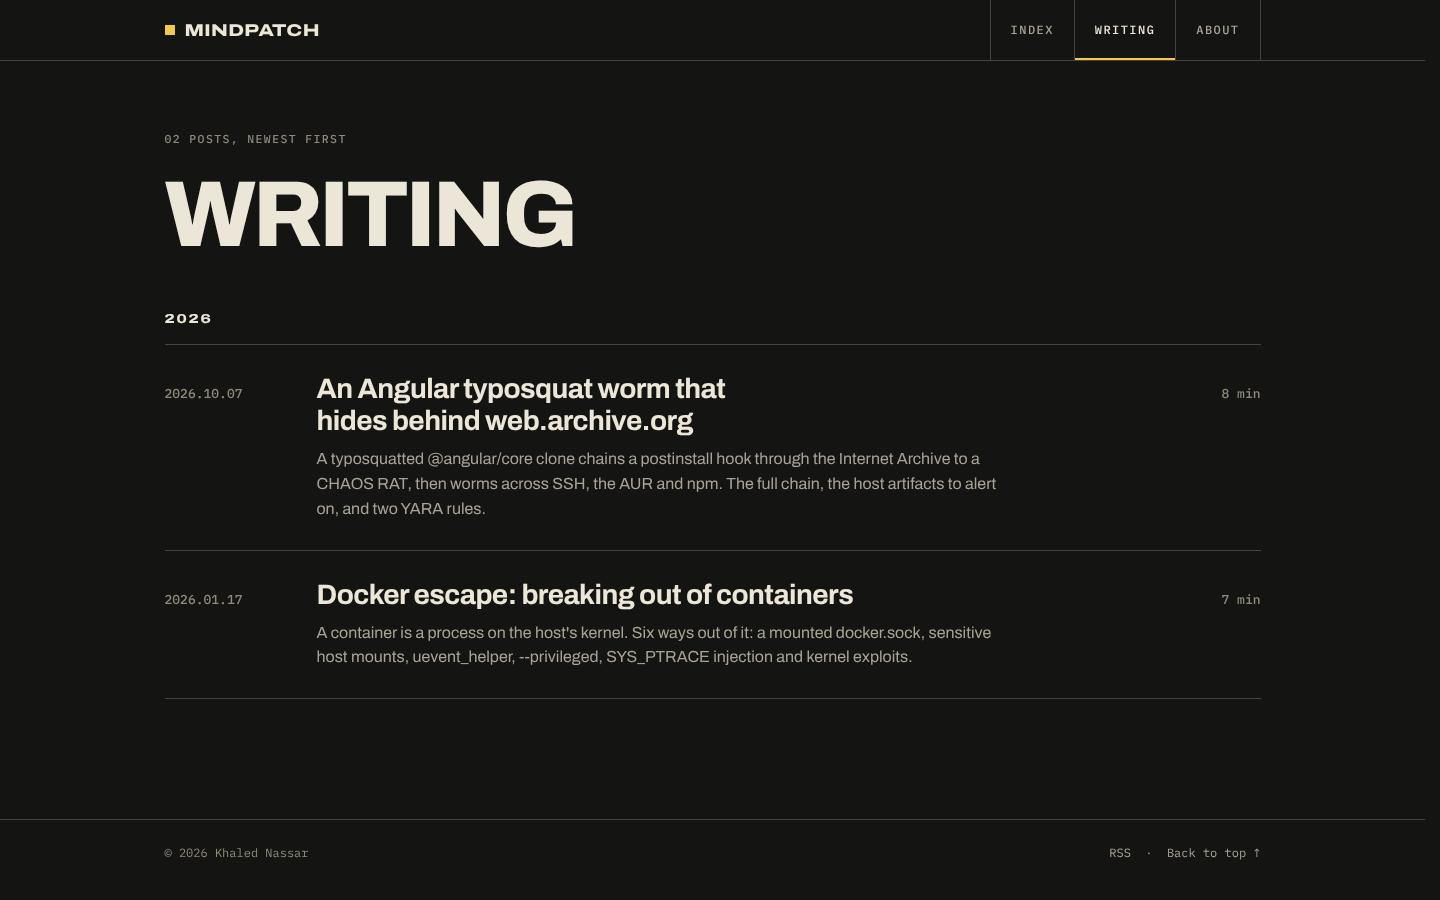 MINDPATCH
INDEX
WRITING
ABOUT
02 POSTS, NEWEST FIRST
WRITING
2026
2026.10.07
An Angular typosquat worm that
hides behind web.archive.org
8 min
A typosquatted @angular/core clone chains a postinstall hook through the Internet Archive to a
CHAOS RAT, then worms across SSH, the AUR and npm. The full chain, the host artifacts to alert
on, and two YARA rules.
2026.01.17
Docker escape: breaking out of containers
7 min
A container is a process on the host's kernel. Six ways out of it: a mounted docker.sock, sensitive
host mounts, uevent_helper, --privileged, SYS_PTRACE injection and kernel exploits.
© 2026 Khaled Nassar
RSS · Back to top ↑